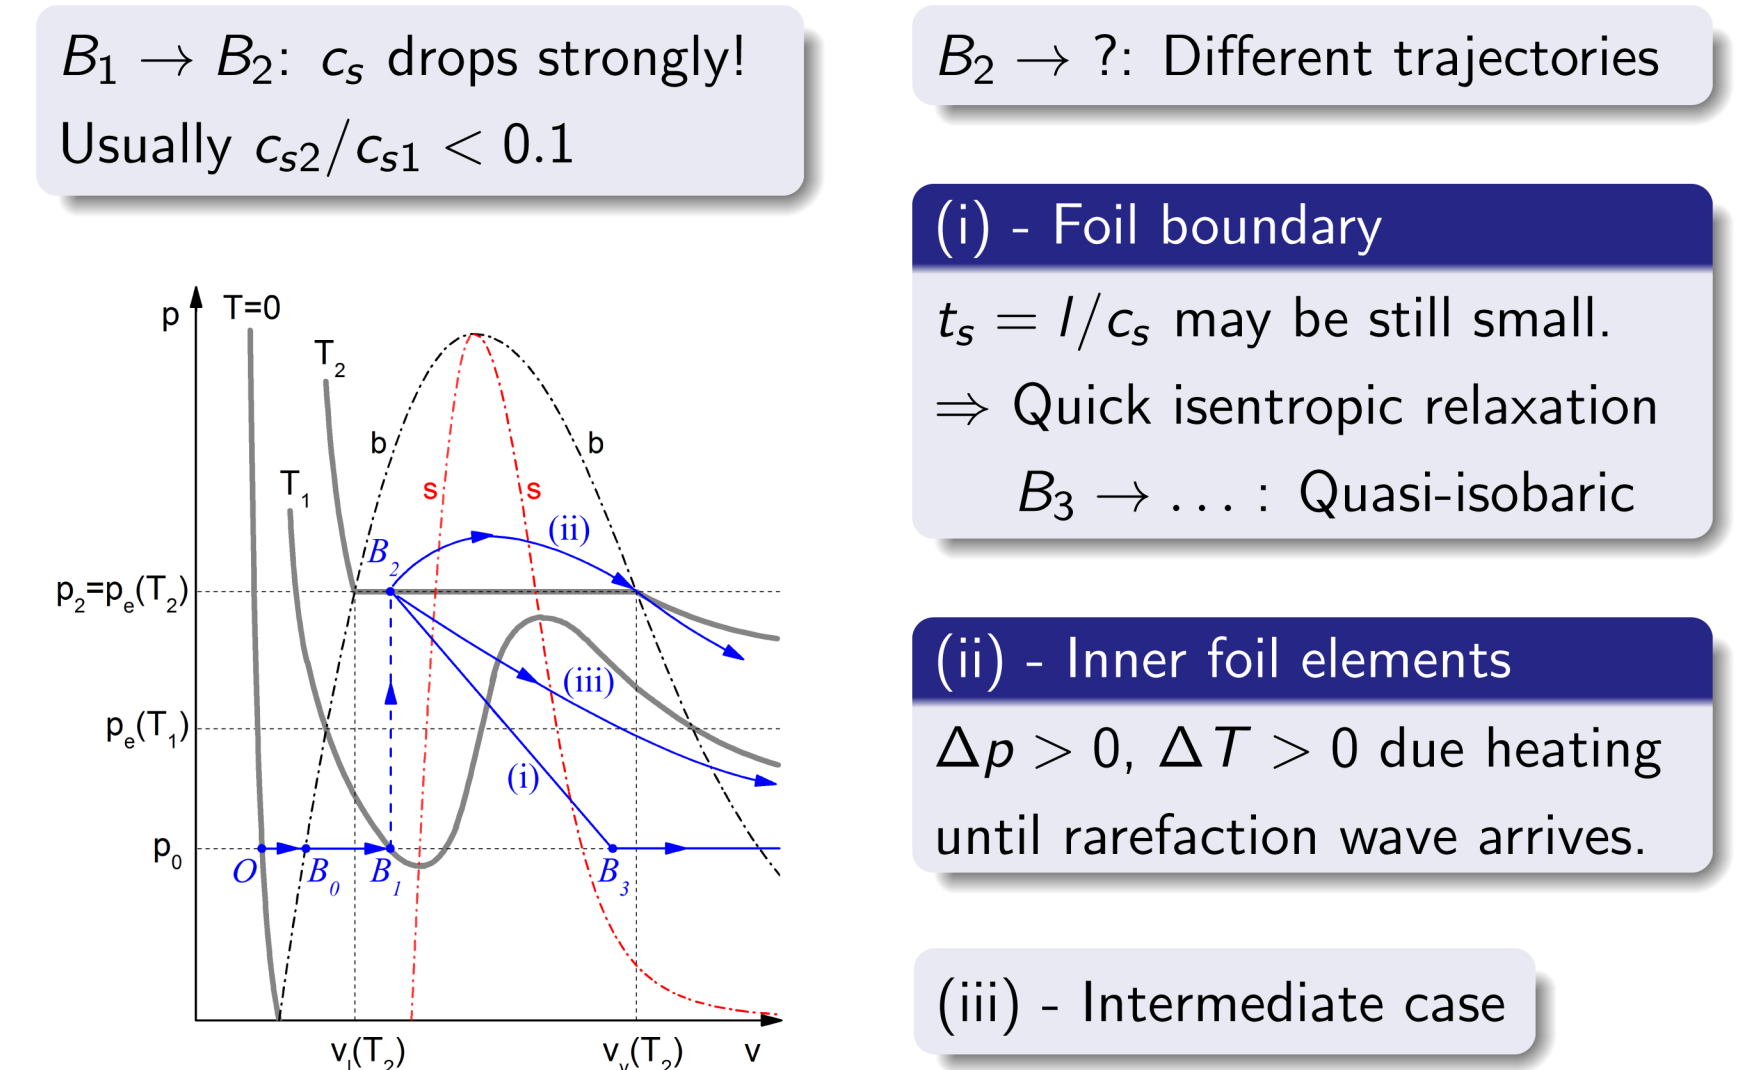 B₁ → B₂: cₛ drops strongly!
Usually cₛ₂/cₛ₁ < 0.1
B₂ → ?: Different trajectories
(i) - Foil boundary
tₛ = l/cₛ may be still small.
⇒ Quick isentropic relaxation
B₃ → ... : Quasi-isobaric
(ii) - Inner foil elements
Δp > 0, ΔT > 0 due heating
until rarefaction wave arrives.
(iii) - Intermediate case
p
T=0
T₂
b
b
T₁
s
s
B₂
(ii)
p₂=pₑ(T₂)
(iii)
pₑ(T₁)
(i)
p₀
O
B₀
B₁
B₃
vₗ(T₂)
vᵥ(T₂)
v